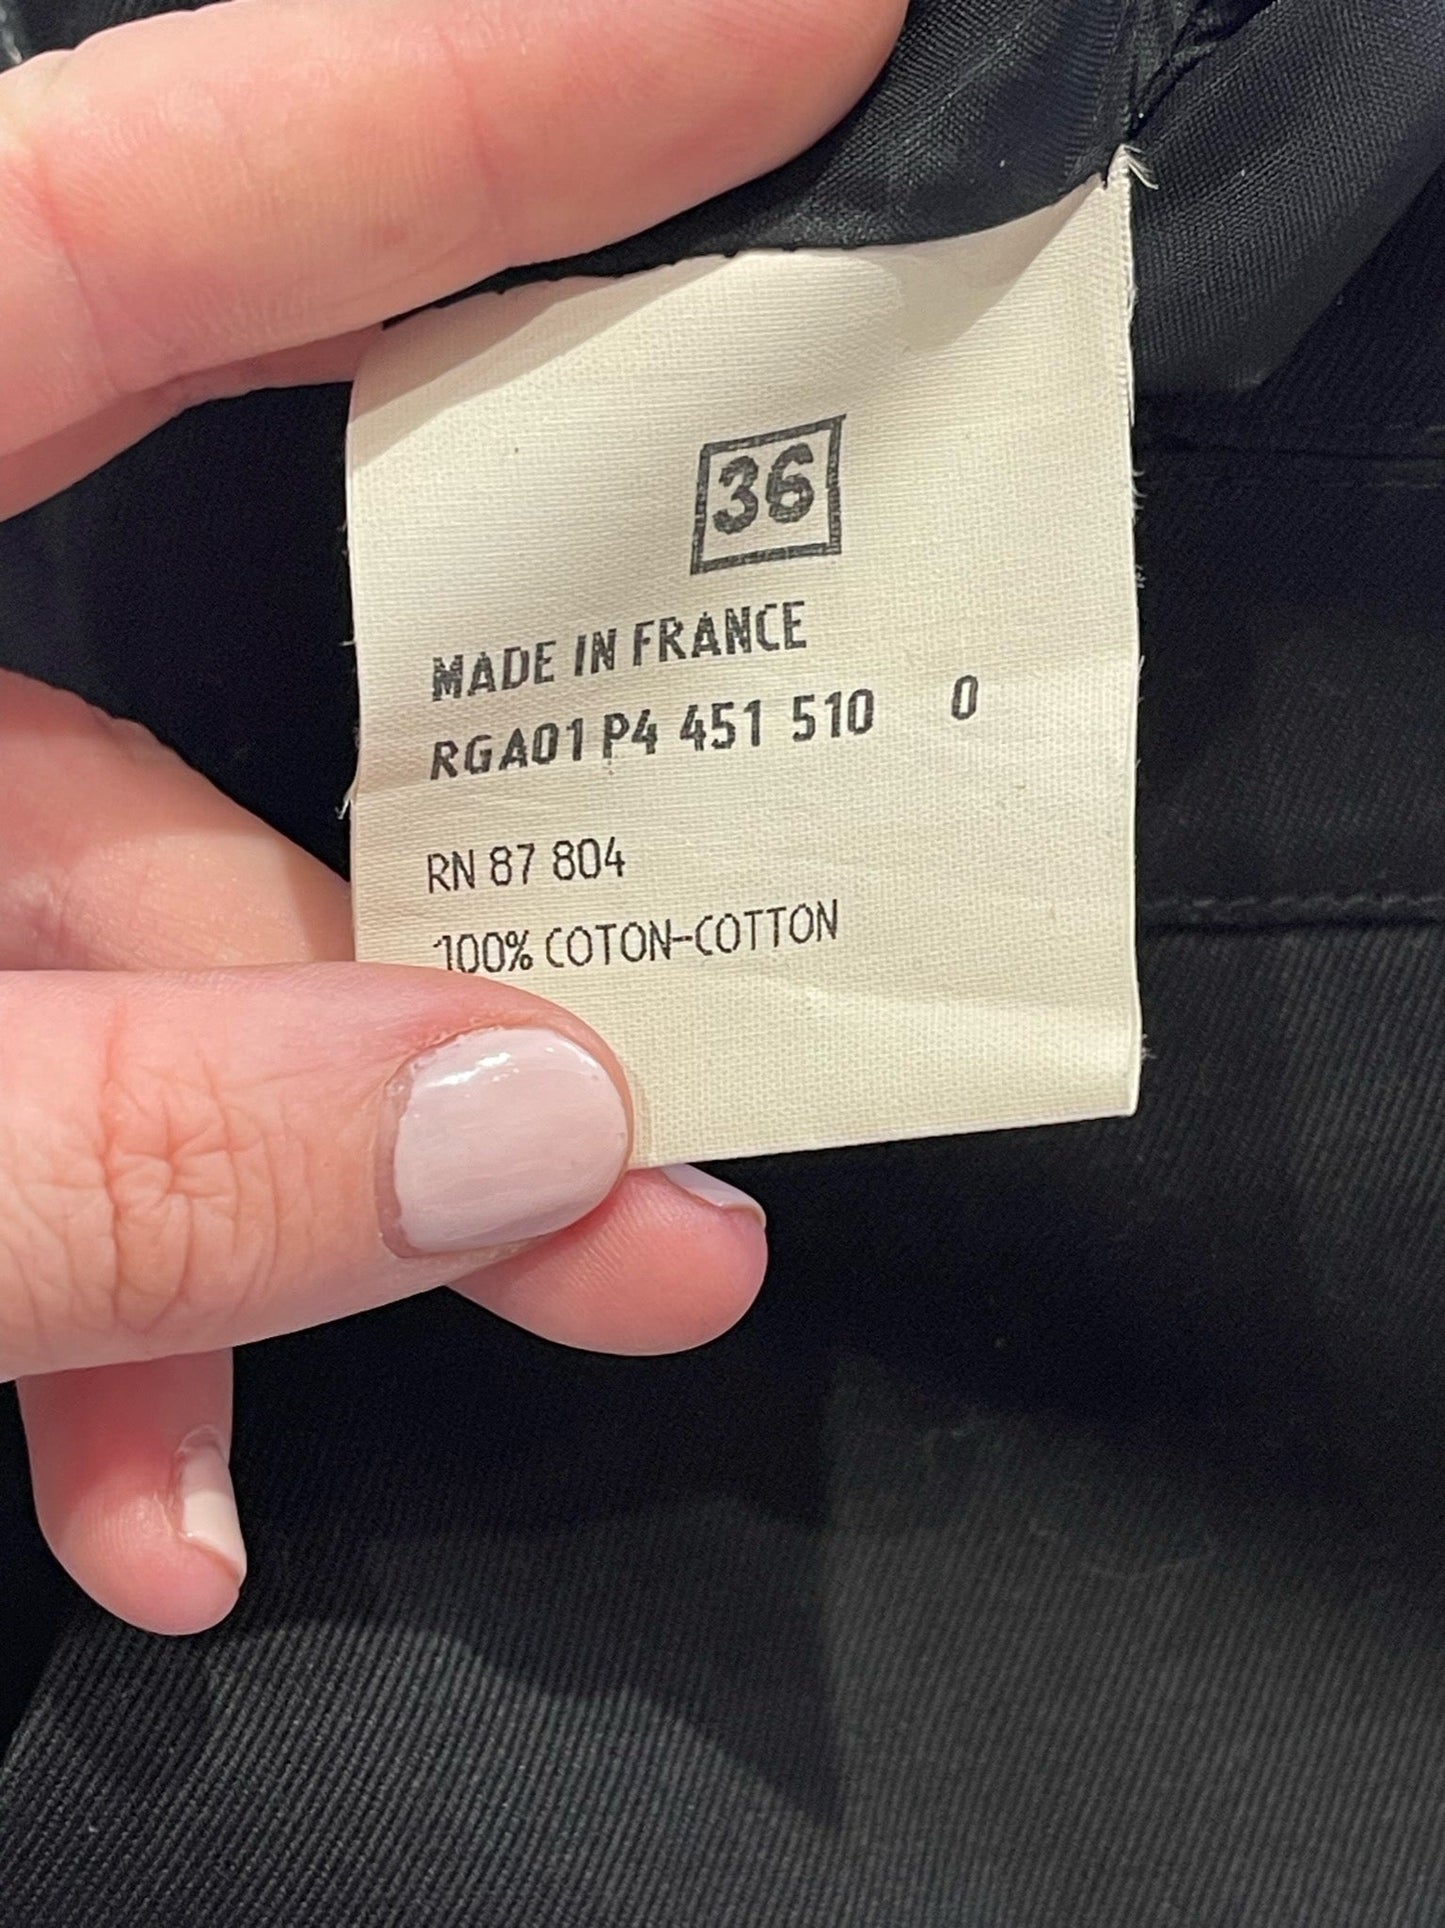 36
MADE IN FRANCE
RGA01 P4 451 510 0
RN 87 804
100% COTON-COTTON